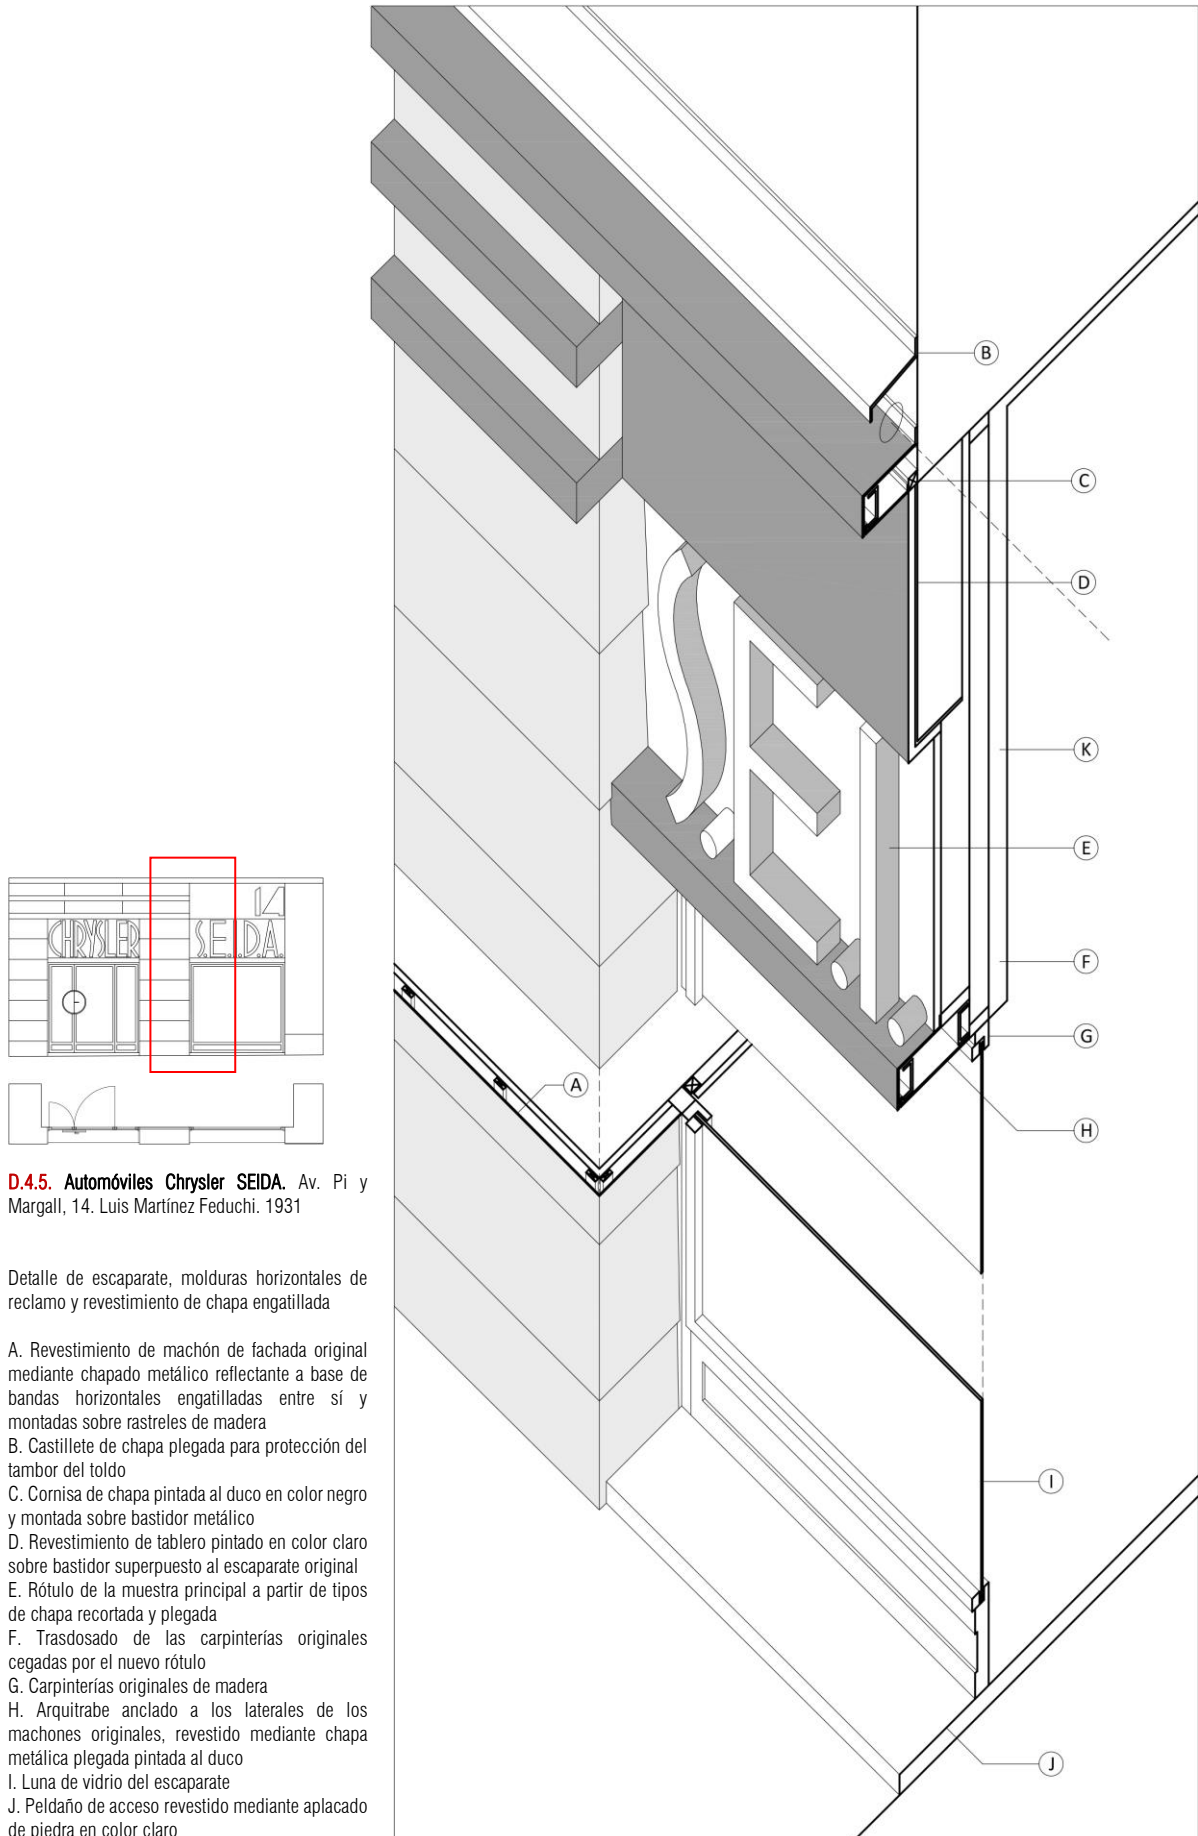 B
C
D
K
E
F
G
A
H
I
J
CHRYSLER
14
S.E.I.D.A.
S.E.I.
D.4.5. Automóviles Chrysler SEIDA. Av. Pi y
Margall, 14. Luis Martínez Feduchi. 1931
Detalle de escaparate, molduras horizontales de
reclamo y revestimiento de chapa engatillada
A. Revestimiento de machón de fachada original
mediante chapado metálico reflectante a base de
bandas horizontales engatilladas entre sí y
montadas sobre rastreles de madera
B. Castillete de chapa plegada para protección del
tambor del toldo
C. Cornisa de chapa pintada al duco en color negro
y montada sobre bastidor metálico
D. Revestimiento de tablero pintado en color claro
sobre bastidor superpuesto al escaparate original
E. Rótulo de la muestra principal a partir de tipos
de chapa recortada y plegada
F. Trasdosado de las carpinterías originales
cegadas por el nuevo rótulo
G. Carpinterías originales de madera
H. Arquitrabe anclado a los laterales de los
machones originales, revestido mediante chapa
metálica plegada pintada al duco
I. Luna de vidrio del escaparate
J. Peldaño de acceso revestido mediante aplacado
de piedra en color claro